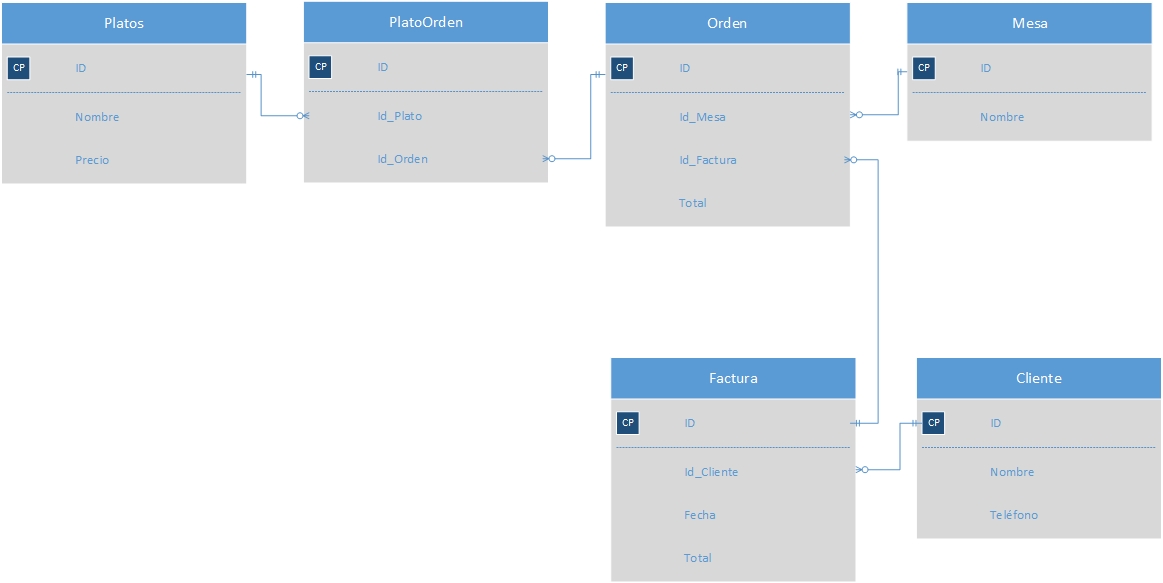 Platos
CP ID
Nombre
Precio
PlatoOrden
CP ID
Id_Plato
Id_Orden
Orden
CP ID
Id_Mesa
Id_Factura
Total
Mesa
CP ID
Nombre
Factura
CP ID
Id_Cliente
Fecha
Total
Cliente
CP ID
Nombre
Teléfono